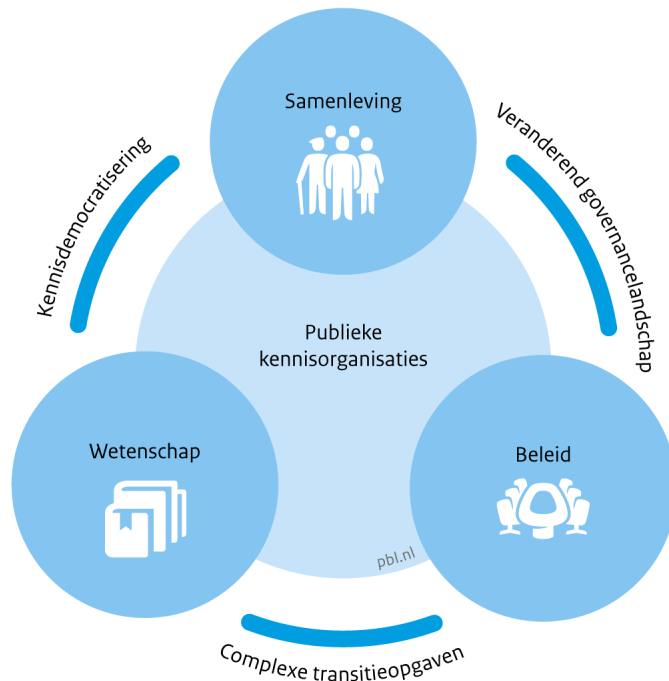 Samenleving
Kennisdemocratisering
Veranderend governancelandschap
Publieke
kennisorganisaties
Wetenschap
Beleid
pbl.nl
Complexe transitieopgaven